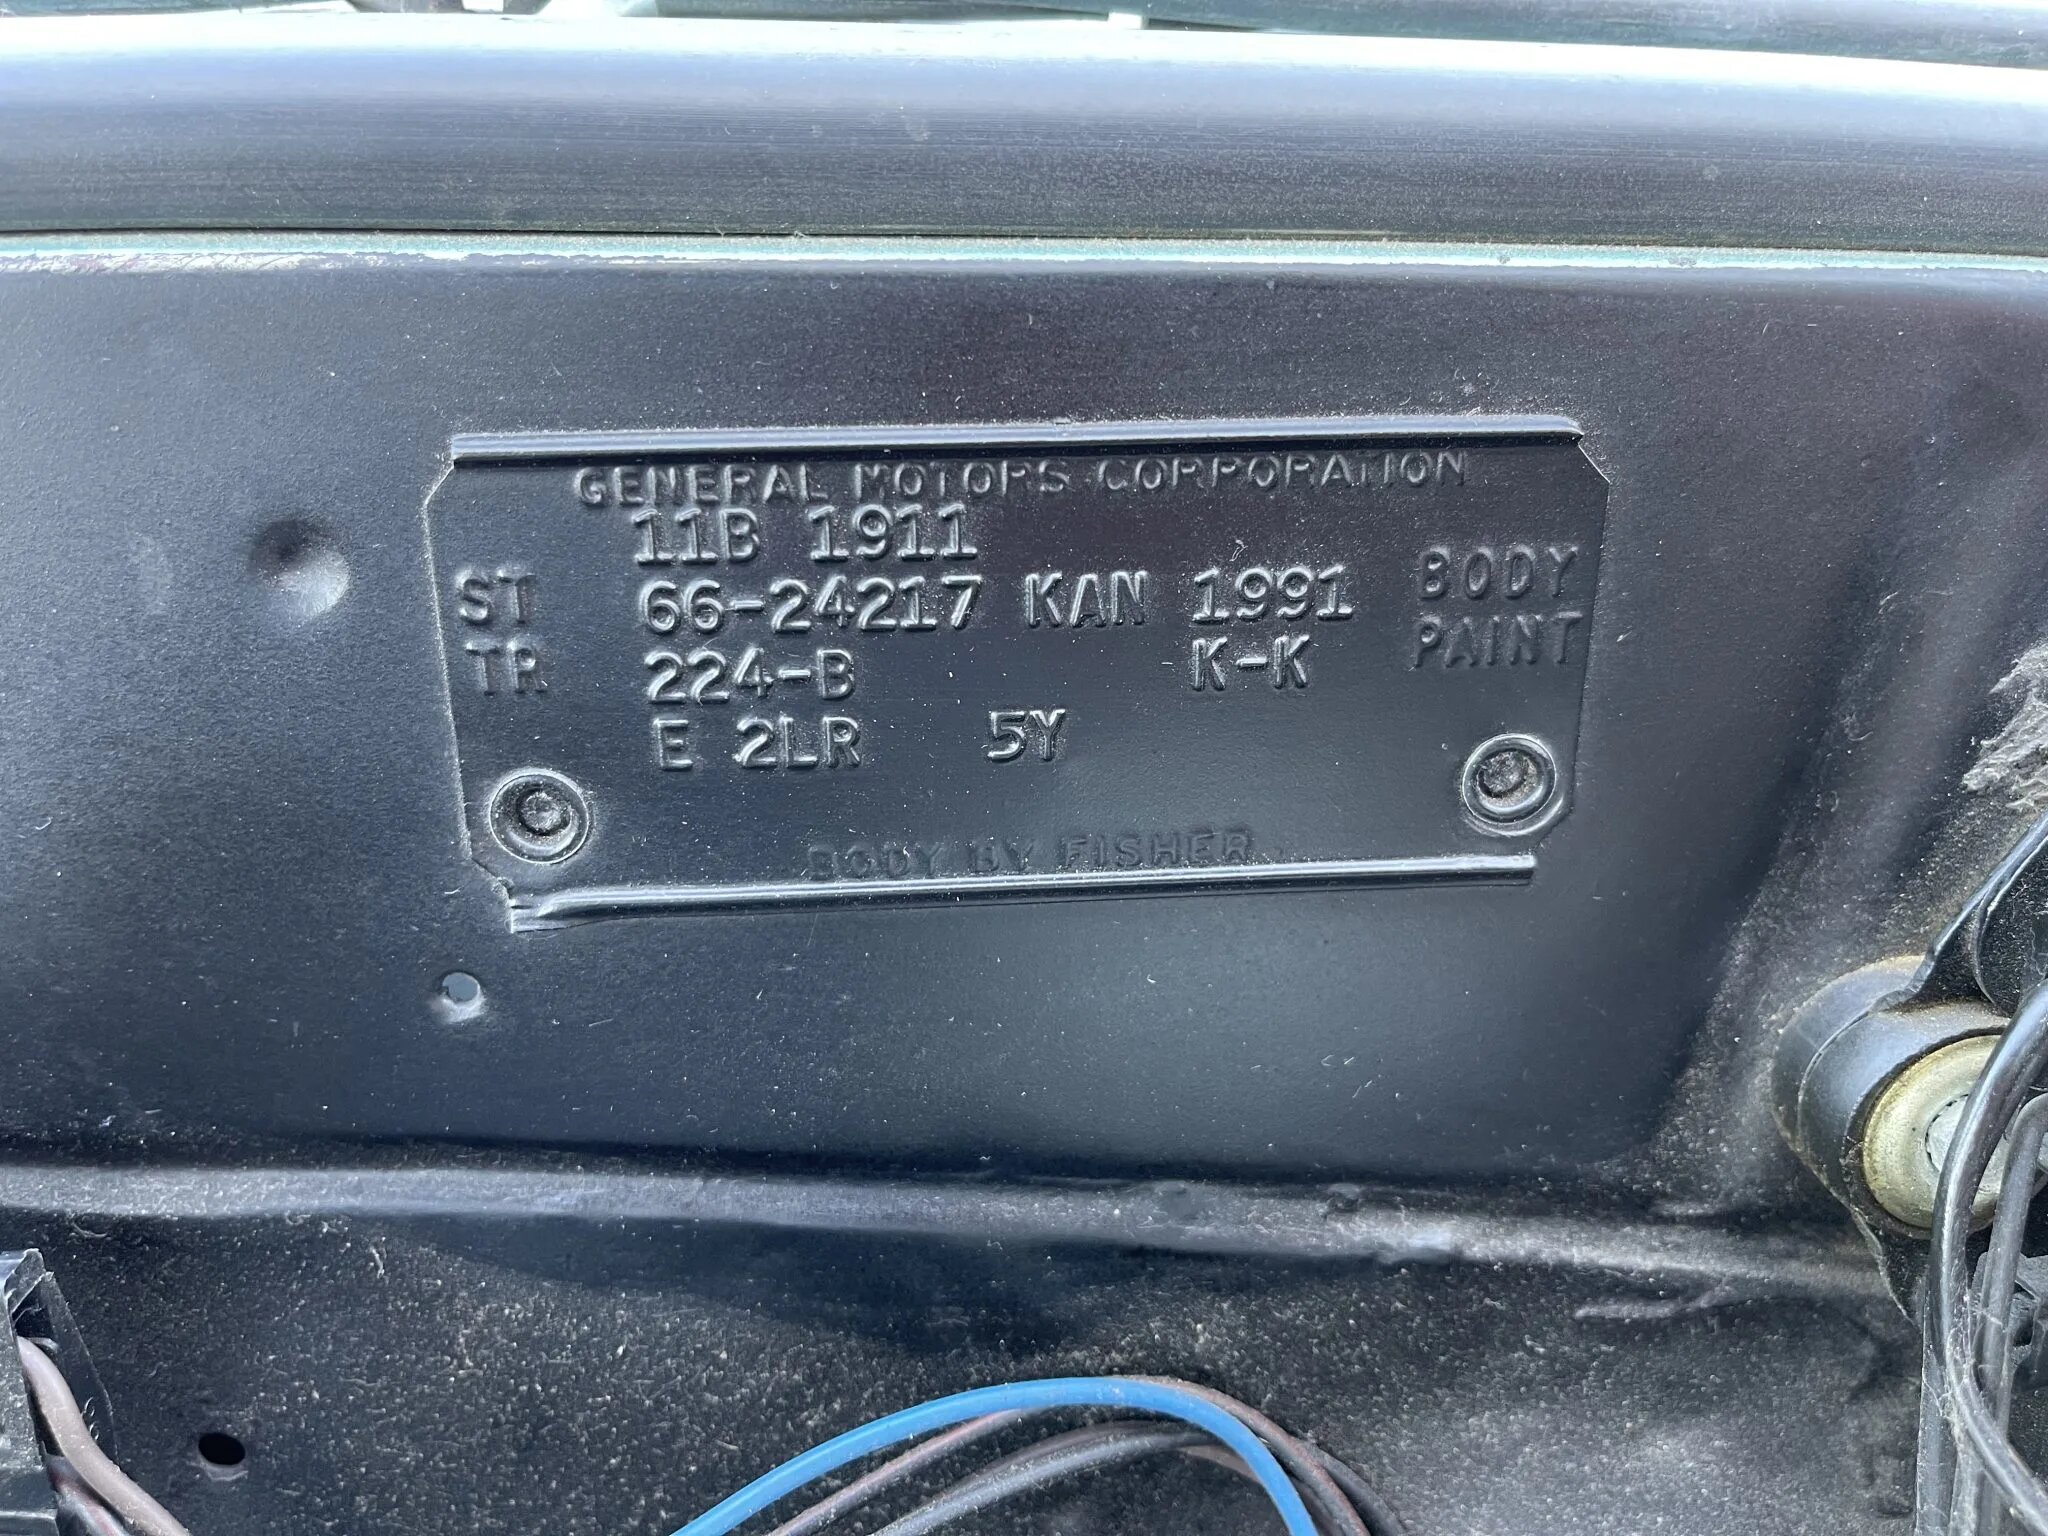 GENERAL MOTORS CORPORATION
11B 1911
ST 66-24217 KAN 1991 BODY
TR 224-B K-K PAINT
E 2LR 5Y
BODY BY FISHER